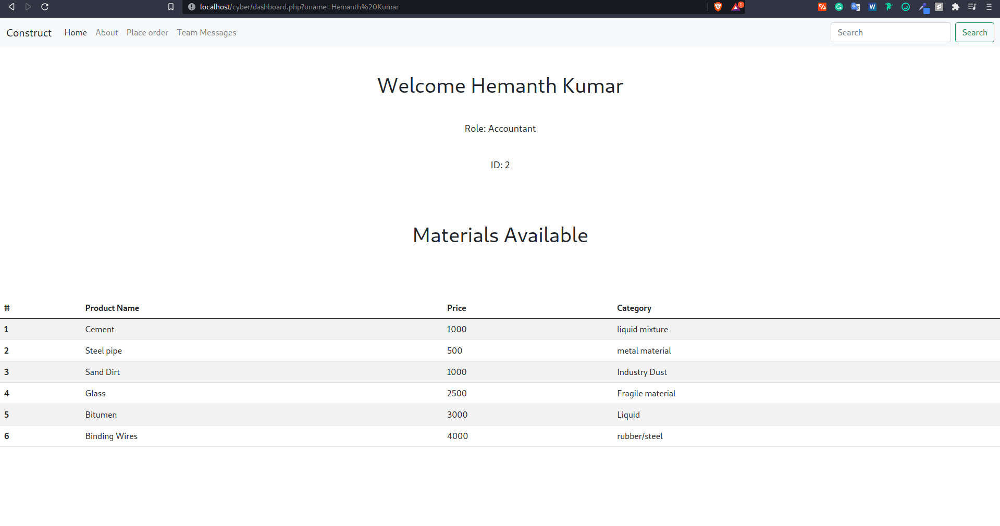 localhost/cyber/dashboard.php?uname=Hemanth%20Kumar
1
Construct Home About Place order Team Messages Search Search
Welcome Hemanth Kumar
Role: Accountant
ID: 2
Materials Available
# Product Name Price Category
1 Cement 1000 liquid mixture
2 Steel pipe 500 metal material
3 Sand Dirt 1000 Industry Dust
4 Glass 2500 Fragile material
5 Bitumen 3000 Liquid
6 Binding Wires 4000 rubber/steel